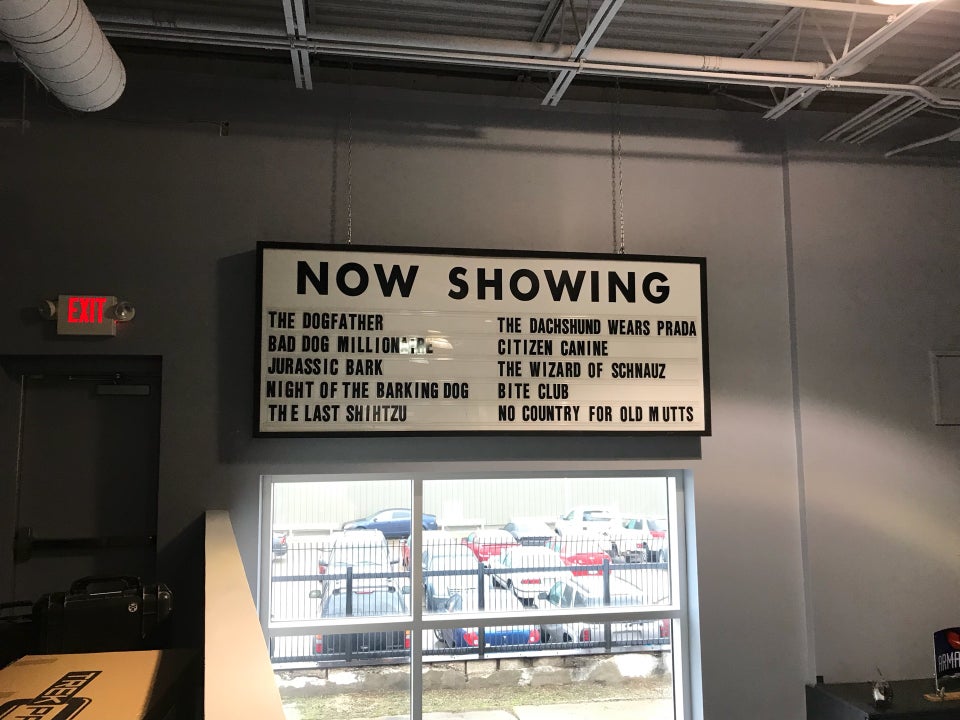 NOW SHOWING
THE DOGFATHER
BAD DOG MILLIONAIRE
JURASSIC BARK
NIGHT OF THE BARKING DOG
THE LAST SHIHTZU
THE DACHSHUND WEARS PRADA
CITIZEN CANINE
THE WIZARD OF SCHNAUZ
BITE CLUB
NO COUNTRY FOR OLD MUTTS
EXIT